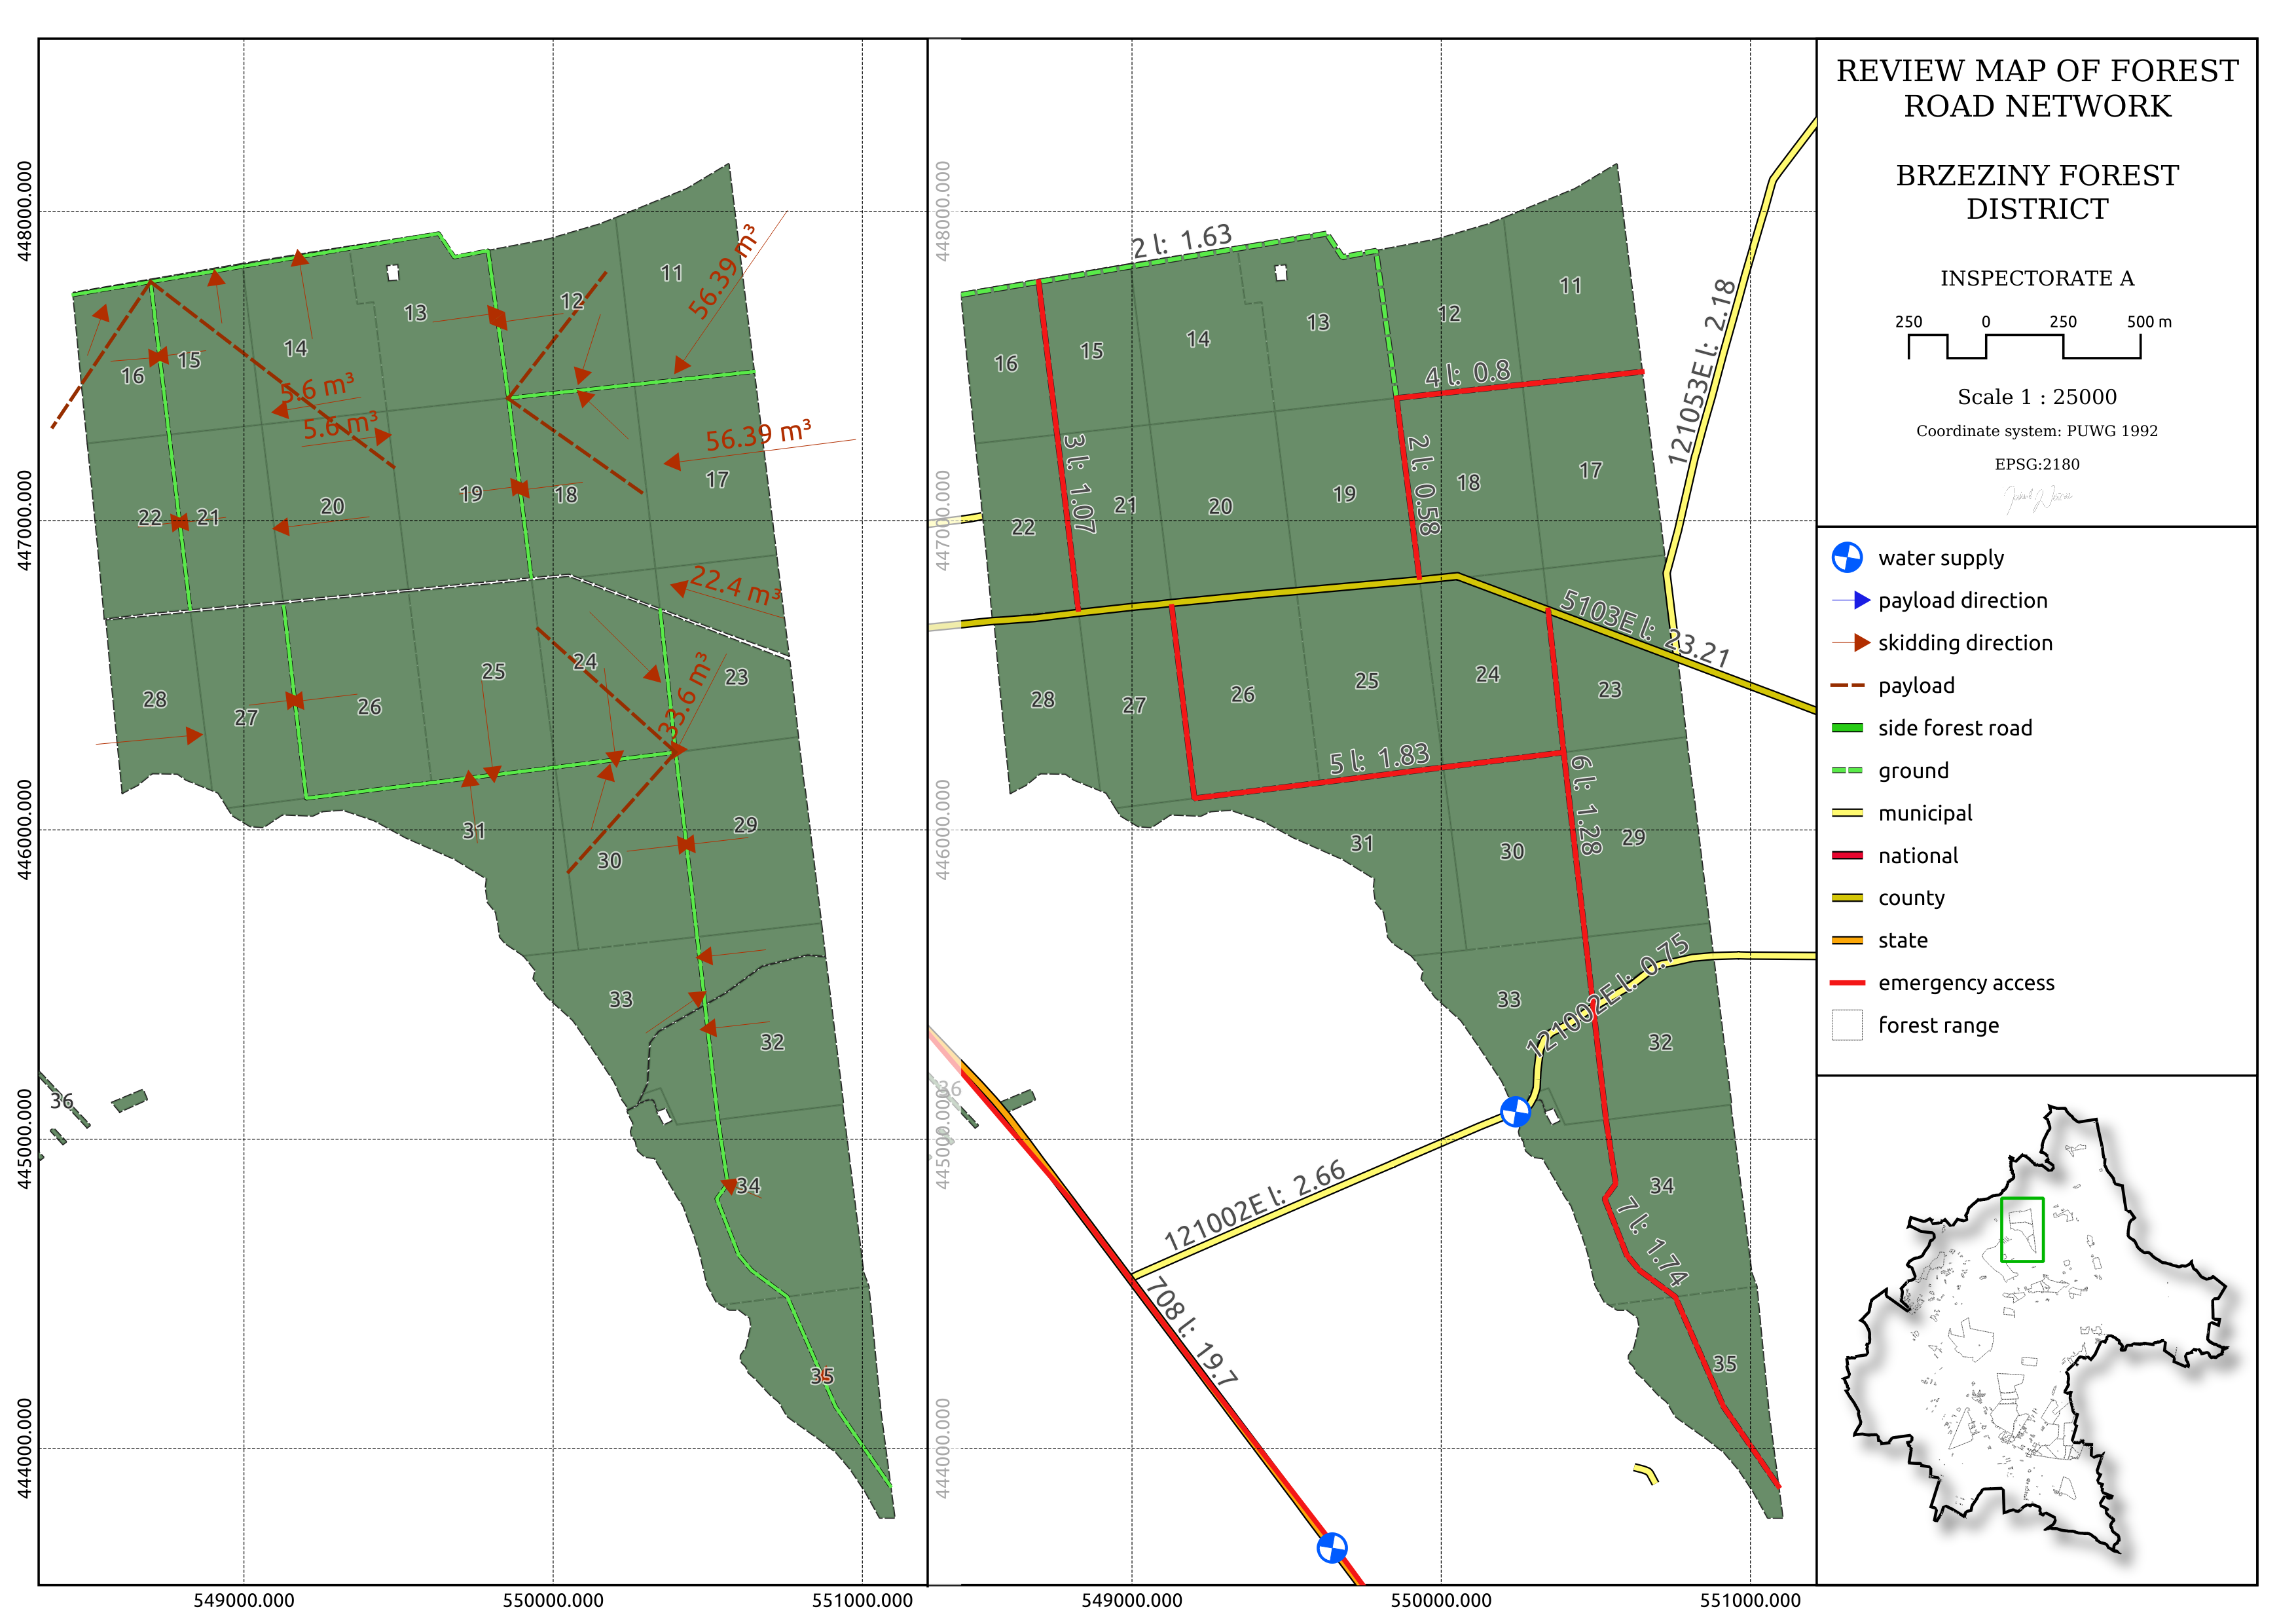 REVIEW MAP OF FOREST
ROAD NETWORK
BRZEZINY FOREST
DISTRICT
INSPECTORATE A
250 0 250 500 m
Scale 1 : 25000
Coordinate system: PUWG 1992
EPSG:2180
water supply
payload direction
skidding direction
payload
side forest road
ground
municipal
national
county
state
emergency access
forest range
448000.000
447000.000
446000.000
445000.000
444000.000
549000.000
550000.000
551000.000
11
12
13
14
15
16
56.39 m³
5.6 m³
5.6 m³
56.39 m³
17
18
19
20
21
22
22.4 m³
23
24
25
26
27
28
33.6 m³
29
30
31
32
33
34
35
36
448000.000
447000.000
446000.000
445000.000
444000.000
549000.000
550000.000
551000.000
2 l: 1.63
11
12
13
14
15
16
4 l: 0.8
3 l: 1.07
2 l: 0.58
121053E l: 2.18
17
18
19
20
21
22
5103E l: 23.21
23
24
25
26
27
28
5 l: 1.83
6 l: 1.28
29
30
31
121002E l: 0.75
32
33
36
34
121002E l: 2.66
7 l: 1.74
708 l: 19.7
35